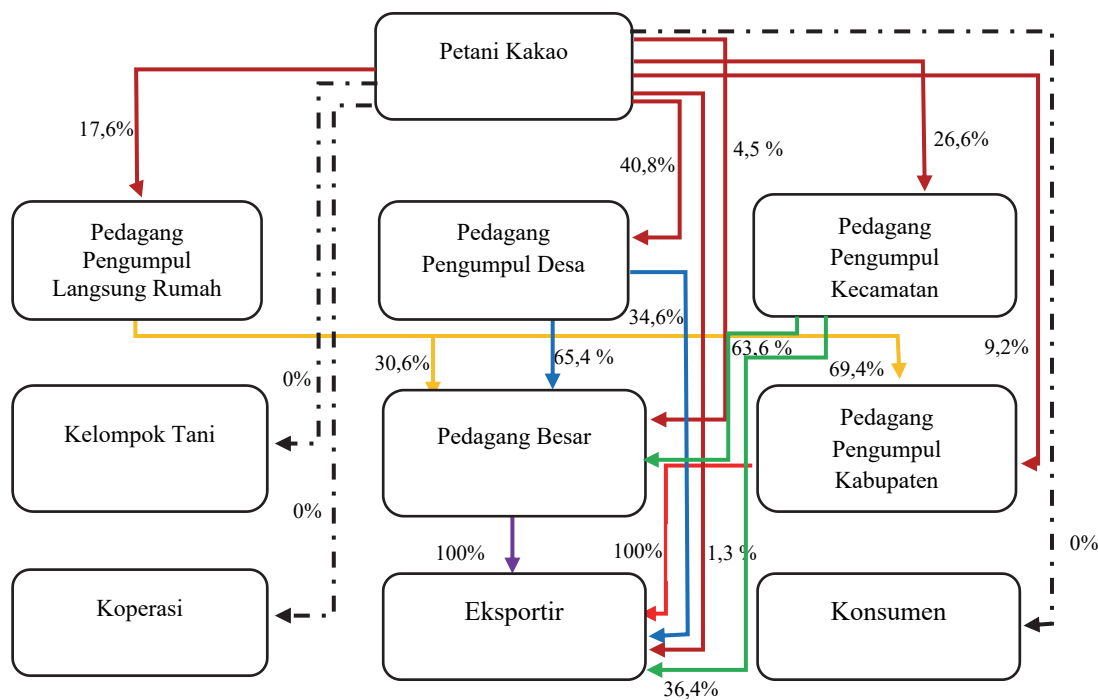 Petani Kakao
17,6%
40,8%
4,5 %
26,6%
Pedagang
Pengumpul
Langsung Rumah
Pedagang
Pengumpul Desa
Pedagang
Pengumpul
Kecamatan
34,6%
30,6%
65,4 %
63,6 %
69,4%
9,2%
0%
Kelompok Tani
Pedagang Besar
Pedagang
Pengumpul
Kabupaten
0%
100%
100%
1,3 %
0%
Koperasi
Eksportir
Konsumen
36,4%